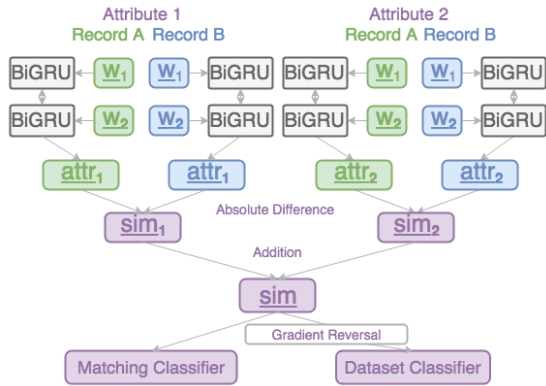 Attribute 1 Attribute 2
Record A Record B Record A Record B
BiGRU w₁ w₁ BiGRU BiGRU w₁ w₁ BiGRU
BiGRU w₂ w₂ BiGRU BiGRU w₂ w₂ BiGRU
attr₁ attr₁ attr₂ attr₂
Absolute Difference
sim₁ sim₂
Addition
sim
Gradient Reversal
Matching Classifier Dataset Classifier